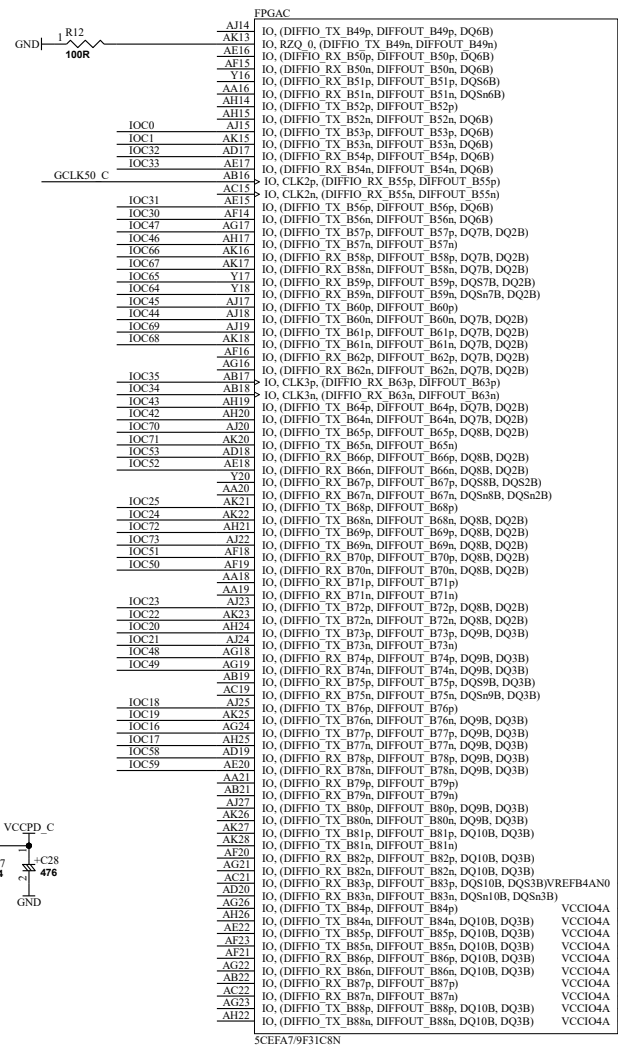 FPGAC
AJ14 IO, (DIFFIO_TX_B49p, DIFFOUT_B49p, DQ6B)
GND 1 R12 100R AK13 IO, RZQ_0, (DIFFIO_TX_B49n, DIFFOUT_B49n)
AE16 IO, (DIFFIO_RX_B50p, DIFFOUT_B50p, DQ6B)
AF15 IO, (DIFFIO_RX_B50n, DIFFOUT_B50n, DQ6B)
Y16 IO, (DIFFIO_RX_B51p, DIFFOUT_B51p, DQS6B)
AA16 IO, (DIFFIO_RX_B51n, DIFFOUT_B51n, DQSn6B)
AH14 IO, (DIFFIO_TX_B52p, DIFFOUT_B52p)
AH15 IO, (DIFFIO_TX_B52n, DIFFOUT_B52n, DQ6B)
IOC0 AJ15 IO, (DIFFIO_TX_B53p, DIFFOUT_B53p, DQ6B)
IOC1 AK15 IO, (DIFFIO_TX_B53n, DIFFOUT_B53n, DQ6B)
IOC32 AD17 IO, (DIFFIO_RX_B54p, DIFFOUT_B54p, DQ6B)
IOC33 AE17 IO, (DIFFIO_RX_B54n, DIFFOUT_B54n, DQ6B)
GCLK50_C AB16 IO, CLK2p, (DIFFIO_RX_B55p, DIFFOUT_B55p)
AC15 IO, CLK2n, (DIFFIO_RX_B55n, DIFFOUT_B55n)
IOC31 AE15 IO, (DIFFIO_TX_B56p, DIFFOUT_B56p, DQ6B)
IOC30 AF14 IO, (DIFFIO_TX_B56n, DIFFOUT_B56n, DQ6B)
IOC47 AG17 IO, (DIFFIO_TX_B57p, DIFFOUT_B57p, DQ7B, DQ2B)
IOC46 AH17 IO, (DIFFIO_TX_B57n, DIFFOUT_B57n)
IOC66 AK16 IO, (DIFFIO_RX_B58p, DIFFOUT_B58p, DQ7B, DQ2B)
IOC67 AK17 IO, (DIFFIO_RX_B58n, DIFFOUT_B58n, DQ7B, DQ2B)
IOC65 Y17 IO, (DIFFIO_RX_B59p, DIFFOUT_B59p, DQS7B, DQ2B)
IOC64 Y18 IO, (DIFFIO_RX_B59n, DIFFOUT_B59n, DQSn7B, DQ2B)
IOC45 AJ17 IO, (DIFFIO_TX_B60p, DIFFOUT_B60p)
IOC44 AJ18 IO, (DIFFIO_TX_B60n, DIFFOUT_B60n, DQ7B, DQ2B)
IOC69 AJ19 IO, (DIFFIO_TX_B61p, DIFFOUT_B61p, DQ7B, DQ2B)
IOC68 AK18 IO, (DIFFIO_TX_B61n, DIFFOUT_B61n, DQ7B, DQ2B)
AF16 IO, (DIFFIO_RX_B62p, DIFFOUT_B62p, DQ7B, DQ2B)
AG16 IO, (DIFFIO_RX_B62n, DIFFOUT_B62n, DQ7B, DQ2B)
IOC35 AB17 IO, CLK3p, (DIFFIO_RX_B63p, DIFFOUT_B63p)
IOC34 AB18 IO, CLK3n, (DIFFIO_RX_B63n, DIFFOUT_B63n)
IOC43 AH19 IO, (DIFFIO_TX_B64p, DIFFOUT_B64p, DQ7B, DQ2B)
IOC42 AH20 IO, (DIFFIO_TX_B64n, DIFFOUT_B64n, DQ7B, DQ2B)
IOC70 AJ20 IO, (DIFFIO_TX_B65p, DIFFOUT_B65p, DQ8B, DQ2B)
IOC71 AK20 IO, (DIFFIO_TX_B65n, DIFFOUT_B65n)
IOC53 AD18 IO, (DIFFIO_RX_B66p, DIFFOUT_B66p, DQ8B, DQ2B)
IOC52 AE18 IO, (DIFFIO_RX_B66n, DIFFOUT_B66n, DQ8B, DQ2B)
Y20 IO, (DIFFIO_RX_B67p, DIFFOUT_B67p, DQS8B, DQS2B)
AA20 IO, (DIFFIO_RX_B67n, DIFFOUT_B67n, DQSn8B, DQSn2B)
IOC25 AK21 IO, (DIFFIO_TX_B68p, DIFFOUT_B68p)
IOC24 AK22 IO, (DIFFIO_TX_B68n, DIFFOUT_B68n, DQ8B, DQ2B)
IOC72 AH21 IO, (DIFFIO_TX_B69p, DIFFOUT_B69p, DQ8B, DQ2B)
IOC73 AJ22 IO, (DIFFIO_TX_B69n, DIFFOUT_B69n, DQ8B, DQ2B)
IOC51 AF18 IO, (DIFFIO_RX_B70p, DIFFOUT_B70p, DQ8B, DQ2B)
IOC50 AF19 IO, (DIFFIO_RX_B70n, DIFFOUT_B70n, DQ8B, DQ2B)
AA18 IO, (DIFFIO_RX_B71p, DIFFOUT_B71p)
AA19 IO, (DIFFIO_RX_B71n, DIFFOUT_B71n)
IOC23 AJ23 IO, (DIFFIO_TX_B72p, DIFFOUT_B72p, DQ8B, DQ2B)
IOC22 AK23 IO, (DIFFIO_TX_B72n, DIFFOUT_B72n, DQ8B, DQ2B)
IOC20 AH24 IO, (DIFFIO_TX_B73p, DIFFOUT_B73p, DQ9B, DQ3B)
IOC21 AJ24 IO, (DIFFIO_TX_B73n, DIFFOUT_B73n)
IOC48 AG18 IO, (DIFFIO_RX_B74p, DIFFOUT_B74p, DQ9B, DQ3B)
IOC49 AG19 IO, (DIFFIO_RX_B74n, DIFFOUT_B74n, DQ9B, DQ3B)
AB19 IO, (DIFFIO_RX_B75p, DIFFOUT_B75p, DQS9B, DQ3B)
AC19 IO, (DIFFIO_RX_B75n, DIFFOUT_B75n, DQSn9B, DQ3B)
IOC18 AJ25 IO, (DIFFIO_TX_B76p, DIFFOUT_B76p)
IOC19 AK25 IO, (DIFFIO_TX_B76n, DIFFOUT_B76n, DQ9B, DQ3B)
IOC16 AG24 IO, (DIFFIO_TX_B77p, DIFFOUT_B77p, DQ9B, DQ3B)
IOC17 AH25 IO, (DIFFIO_TX_B77n, DIFFOUT_B77n, DQ9B, DQ3B)
IOC58 AD19 IO, (DIFFIO_RX_B78p, DIFFOUT_B78p, DQ9B, DQ3B)
IOC59 AE20 IO, (DIFFIO_RX_B78n, DIFFOUT_B78n, DQ9B, DQ3B)
AA21 IO, (DIFFIO_RX_B79p, DIFFOUT_B79p)
AB21 IO, (DIFFIO_RX_B79n, DIFFOUT_B79n)
AJ27 IO, (DIFFIO_TX_B80p, DIFFOUT_B80p, DQ9B, DQ3B)
AK26 IO, (DIFFIO_TX_B80n, DIFFOUT_B80n, DQ9B, DQ3B)
AK27 IO, (DIFFIO_TX_B81p, DIFFOUT_B81p, DQ10B, DQ3B)
AK28 IO, (DIFFIO_TX_B81n, DIFFOUT_B81n)
AF20 IO, (DIFFIO_RX_B82p, DIFFOUT_B82p, DQ10B, DQ3B)
AG21 IO, (DIFFIO_RX_B82n, DIFFOUT_B82n, DQ10B, DQ3B)
AC21 IO, (DIFFIO_RX_B83p, DIFFOUT_B83p, DQS10B, DQS3B)VREFB4AN0
AD20 IO, (DIFFIO_RX_B83n, DIFFOUT_B83n, DQSn10B, DQSn3B)
AG26 IO, (DIFFIO_TX_B84p, DIFFOUT_B84p) VCCIO4A
AH26 IO, (DIFFIO_TX_B84n, DIFFOUT_B84n, DQ10B, DQ3B) VCCIO4A
AE22 IO, (DIFFIO_TX_B85p, DIFFOUT_B85p, DQ10B, DQ3B) VCCIO4A
AF23 IO, (DIFFIO_TX_B85n, DIFFOUT_B85n, DQ10B, DQ3B) VCCIO4A
AF21 IO, (DIFFIO_RX_B86p, DIFFOUT_B86p, DQ10B, DQ3B) VCCIO4A
AG22 IO, (DIFFIO_RX_B86n, DIFFOUT_B86n, DQ10B, DQ3B) VCCIO4A
AB22 IO, (DIFFIO_RX_B87p, DIFFOUT_B87p) VCCIO4A
AC22 IO, (DIFFIO_RX_B87n, DIFFOUT_B87n) VCCIO4A
AG23 IO, (DIFFIO_TX_B88p, DIFFOUT_B88p, DQ10B, DQ3B) VCCIO4A
AH22 IO, (DIFFIO_TX_B88n, DIFFOUT_B88n, DQ10B, DQ3B) VCCIO4A
5CEFA7/9F31C8N
VCCPD_C
1
7 +C28
4 476
2
GND